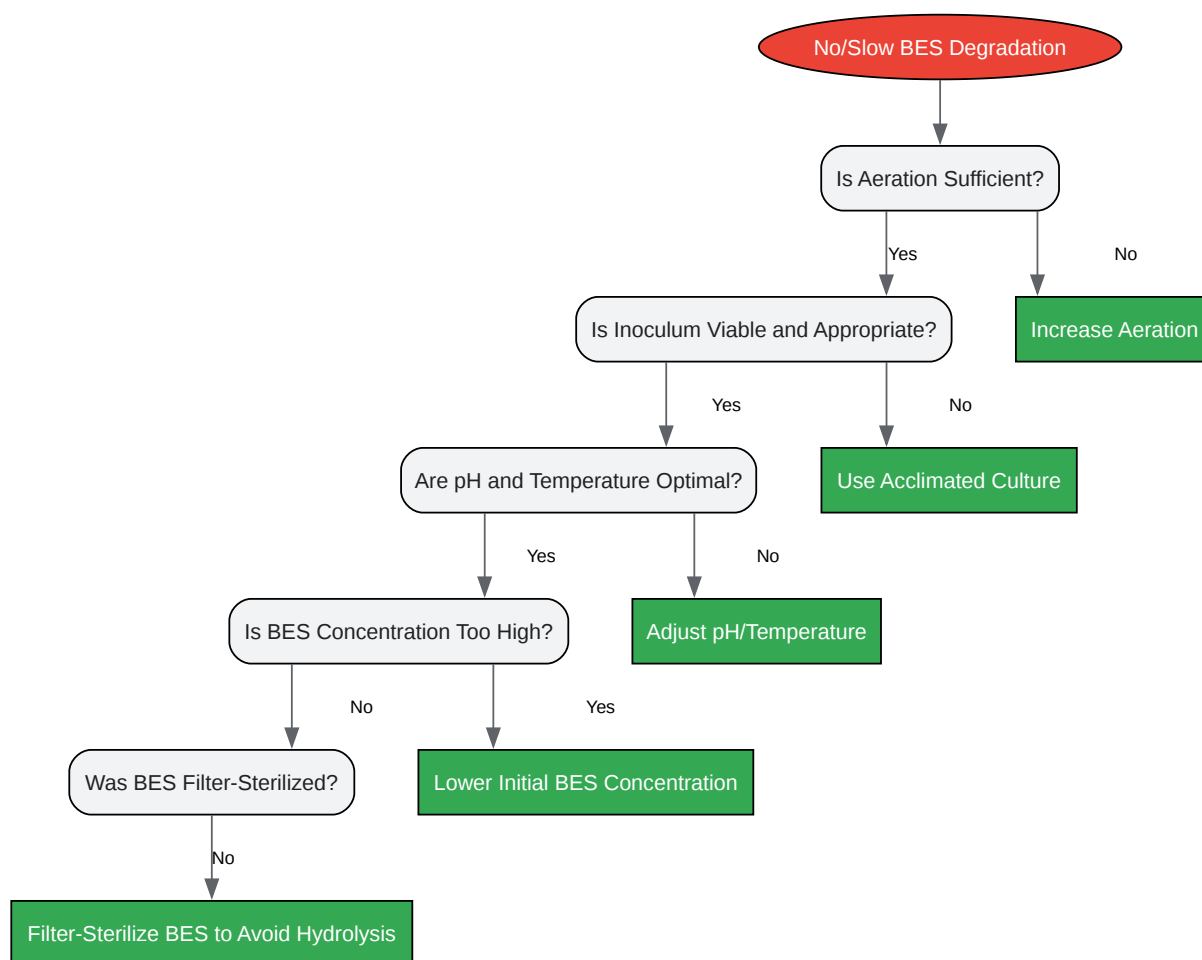 No/Slow BES Degradation
Is Aeration Sufficient?
Yes
No
Is Inoculum Viable and Appropriate?
Increase Aeration
Yes
No
Are pH and Temperature Optimal?
Use Acclimated Culture
Yes
No
Is BES Concentration Too High?
Adjust pH/Temperature
No
Yes
Was BES Filter-Sterilized?
Lower Initial BES Concentration
No
Filter-Sterilize BES to Avoid Hydrolysis